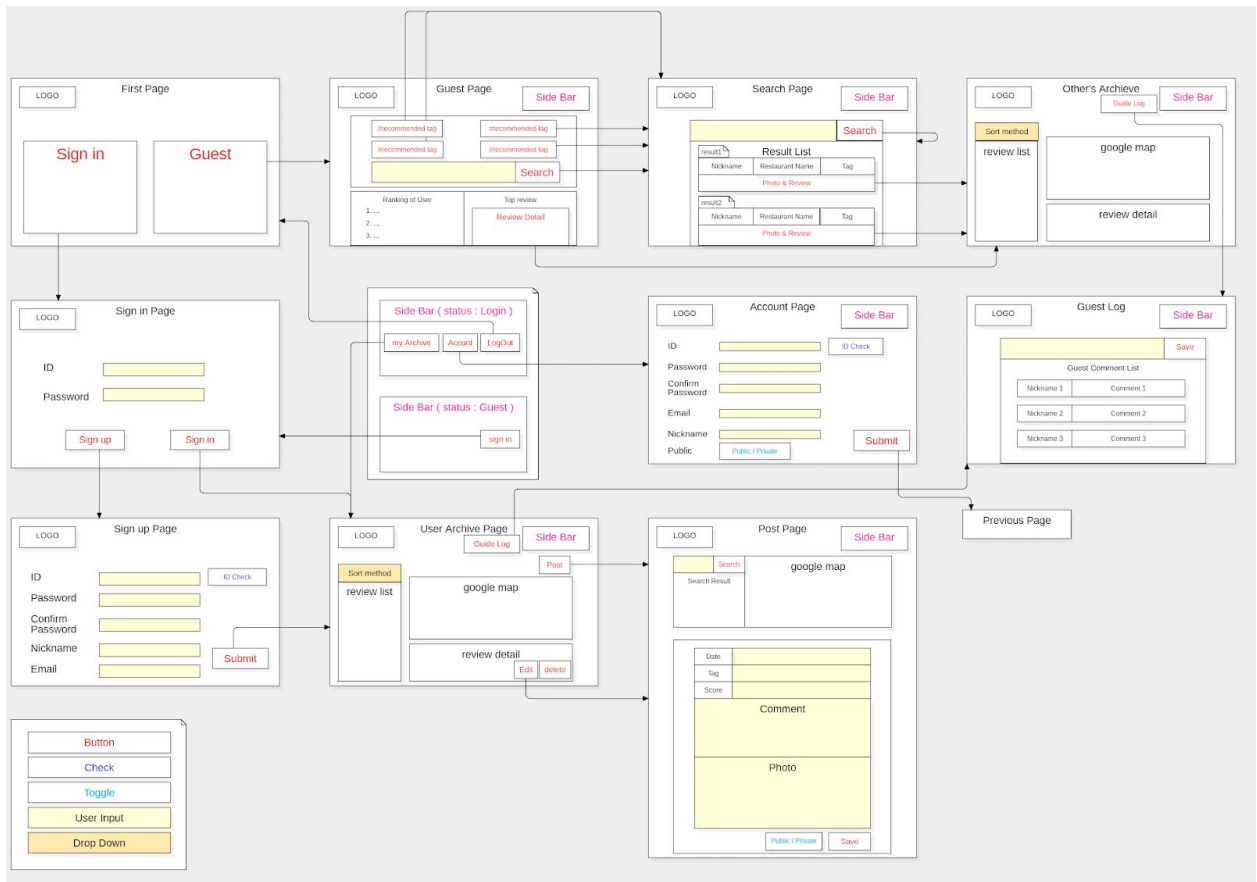 First Page
LOGO
Sign in
Guest
Guest Page
LOGO
Side Bar
#recommended tag
#recommended tag
#recommended tag
#recommended tag
Search
Ranking of User
1. ...
2. ...
3. ...
Top review
Review Detail
Search Page
LOGO
Side Bar
Search
result1
Result List
Nickname
Restaurant Name
Tag
Photo & Review
result2
Nickname
Restaurant Name
Tag
Photo & Review
Other's Archieve
LOGO
Guide Log
Side Bar
Sort method
review list
google map
review detail
Sign in Page
LOGO
ID
Password
Sign up
Sign in
Side Bar ( status : Login )
my Archive
Acount
LogOut
Side Bar ( status : Guest )
sign in
Account Page
LOGO
Side Bar
ID
ID Check
Password
Confirm
Password
Email
Nickname
Public
Public / Private
Submit
Guest Log
LOGO
Side Bar
Save
Guest Comment List
Nickname 1
Comment 1
Nickname 2
Comment 2
Nickname 3
Comment 3
Previous Page
Sign up Page
LOGO
ID
ID Check
Password
Confirm
Password
Nickname
Email
Submit
User Archive Page
LOGO
Guide Log
Side Bar
Post
Sort method
review list
google map
review detail
Edit
delete
Post Page
LOGO
Side Bar
Search
Search Result
google map
Date
Tag
Score
Comment
Photo
Public / Private
Save
Button
Check
Toggle
User Input
Drop Down